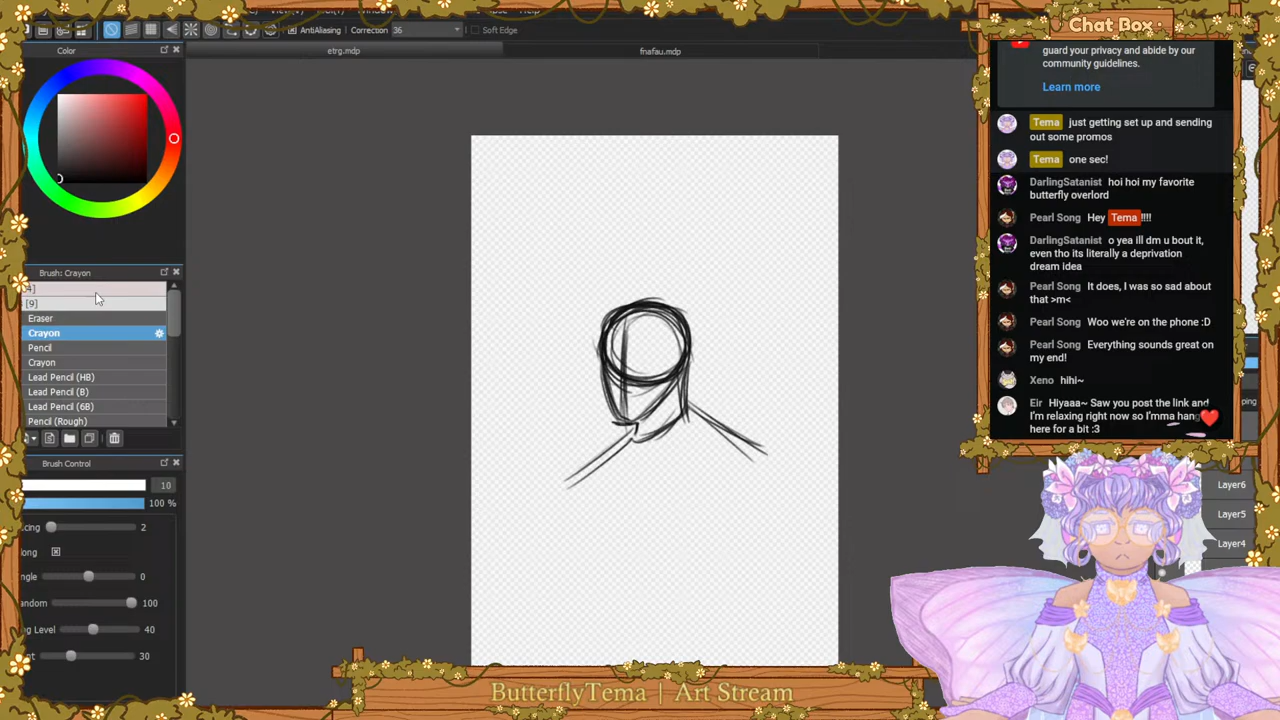 AntiAliasing
Correction
36
Soft Edge
Color
etrg.mdp
fnafau.mdp
Brush: Crayon
4]
[9]
Eraser
Crayon
Pencil
Crayon
Lead Pencil (HB)
Lead Pencil (B)
Lead Pencil (6B)
Pencil (Rough)
Brush Control
10
100 %
2
0
100
40
30
Chat Box
guard your privacy and abide by our
community guidelines.
Learn more
Tema just getting set up and sending
out some promos
Tema one sec!
DarlingSatanist hoi hoi my favorite
butterfly overlord
Pearl Song Hey Tema !!!!
DarlingSatanist o yea ill dm u bout it,
even tho its literally a deprivation
dream idea
Pearl Song It does, I was so sad about
that >m<
Pearl Song Woo we're on the phone :D
Pearl Song Everything sounds great on
my end!
Xeno hihi~
Eir Hiyaaa~ Saw you post the link and
I'm relaxing right now so I'mma hang
here for a bit :3
Layer6
Layer5
Layer4
ButterflyTema | Art Stream